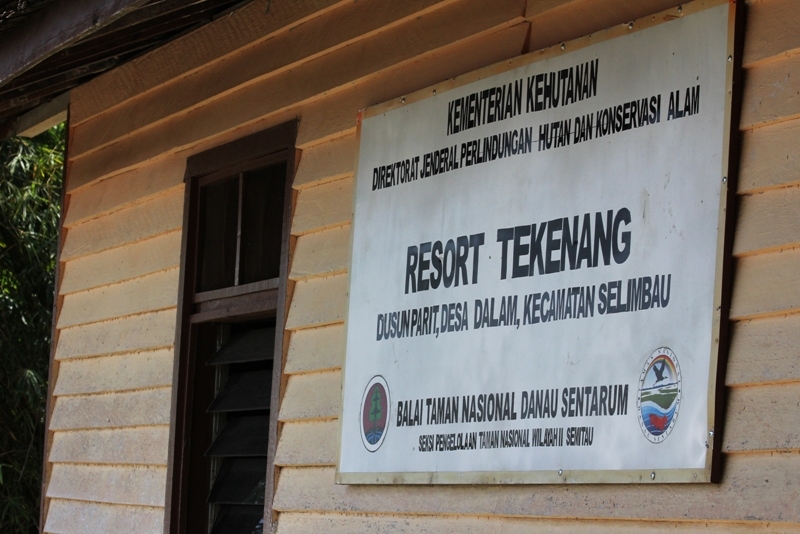 KEMENTERIAN KEHUTANAN
DIREKTORAT JENDERAL PERLINDUNGAN HUTAN DAN KONSERVASI ALAM
RESORT TEKENANG
DUSUN PARIT, DESA DALAM, KECAMATAN SELIMBAU
BALAI TAMAN NASIONAL DANAU SENTARUM
SEKSI PENGELOLAAN TAMAN NASIONAL WILAYAH II SEMITAU